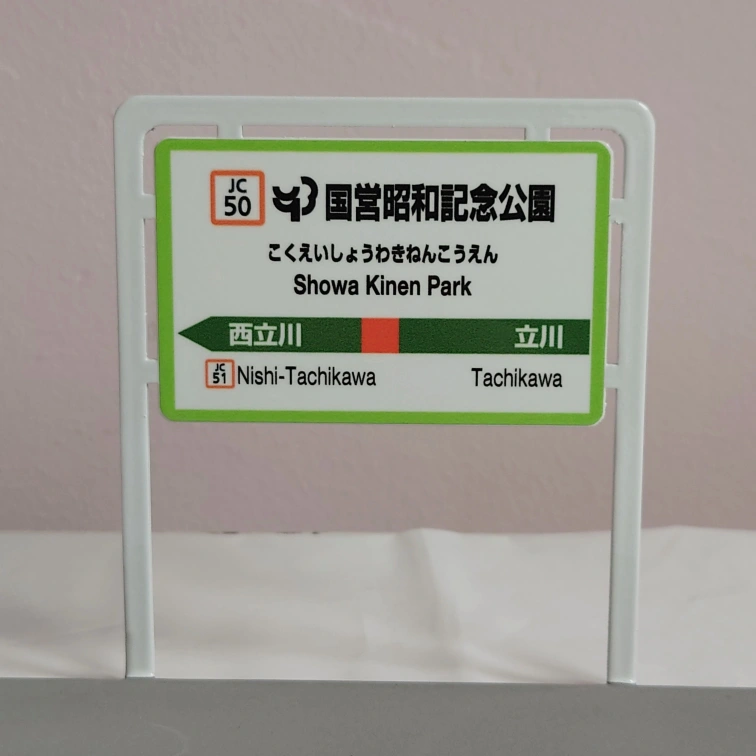 JC
50
国営昭和記念公園
こくえいしょうわきねんこうえん
Showa Kinen Park
西立川 立川
JC
51
Nishi-Tachikawa Tachikawa